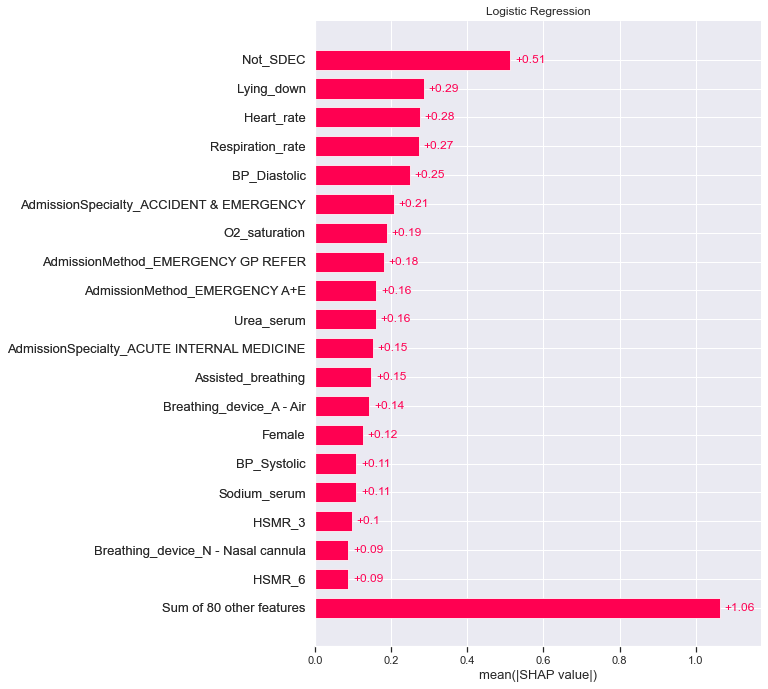 Logistic Regression
Not_SDEC +0.51
Lying_down +0.29
Heart_rate +0.28
Respiration_rate +0.27
BP_Diastolic +0.25
AdmissionSpecialty_ACCIDENT & EMERGENCY +0.21
O2_saturation +0.19
AdmissionMethod_EMERGENCY GP REFER +0.18
AdmissionMethod_EMERGENCY A+E +0.16
Urea_serum +0.16
AdmissionSpecialty_ACUTE INTERNAL MEDICINE +0.15
Assisted_breathing +0.15
Breathing_device_A - Air +0.14
Female +0.12
BP_Systolic +0.11
Sodium_serum +0.11
HSMR_3 +0.1
Breathing_device_N - Nasal cannula +0.09
HSMR_6 +0.09
Sum of 80 other features +1.06
0.0 0.2 0.4 0.6 0.8 1.0
mean(|SHAP value|)